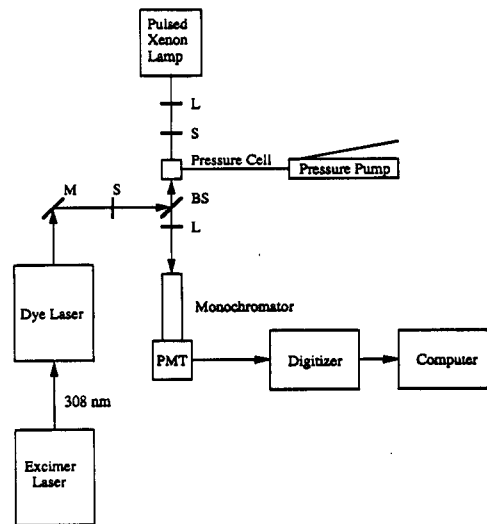 Pulsed
Xenon
Lamp
L
S
Pressure Cell
Pressure Pump
M
S
BS
L
Dye Laser
Monochromator
PMT
Digitizer
Computer
308 nm
Excimer
Laser